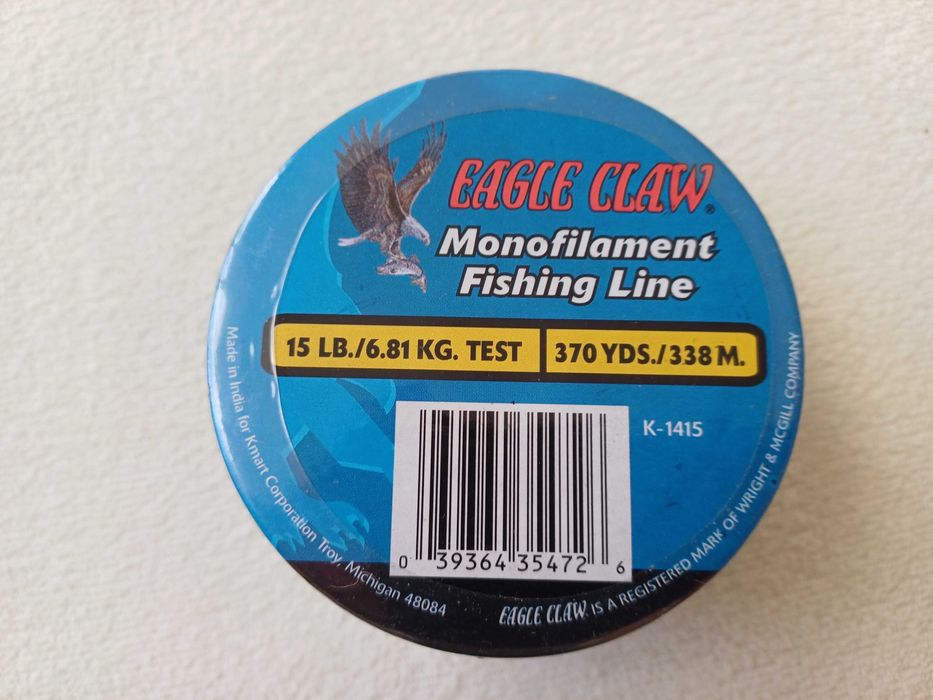 EAGLE CLAW®
Monofilament
Fishing Line
15 LB./6.81 KG. TEST
370 YDS./338 M.
K-1415
0 39364 35472 6
Made in India for Kmart Corporation Troy, Michigan 48084
EAGLE CLAW. IS A REGISTERED MARK OF WRIGHT & MCGILL COMPANY